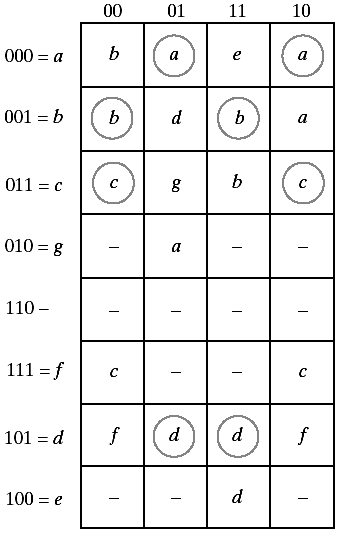 00 01 11 10
000 = a b a e a
001 = b b d b a
011 = c c g b c
010 = g – a – –
110 – – – – –
111 = f c – – c
101 = d f d d f
100 = e – – d –